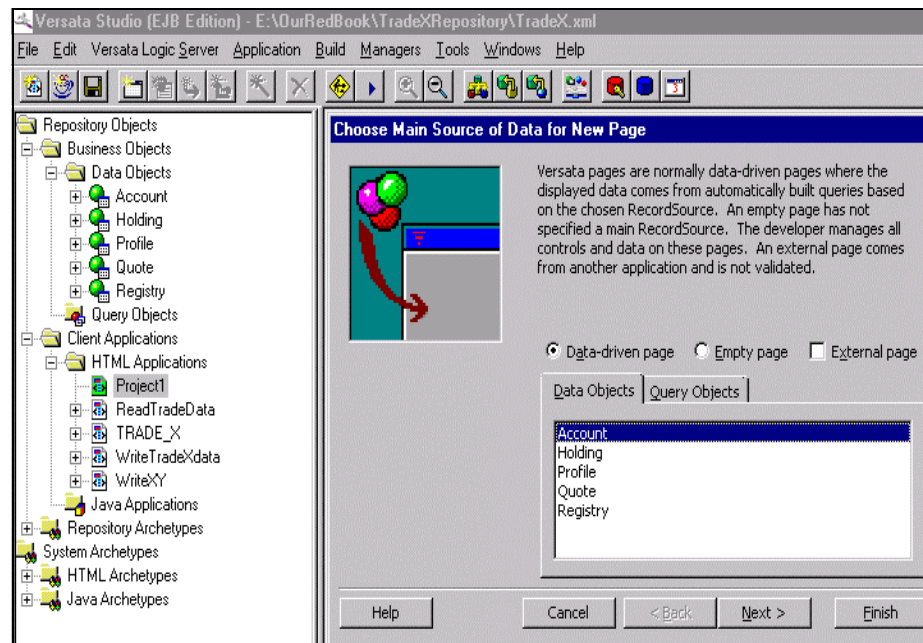 Versata Studio (EJB Edition) - E:\OurRedBook\TradeXRepository\TradeX.xml
File Edit Versata Logic Server Application Build Managers Tools Windows Help
Repository Objects
Business Objects
Data Objects
Account
Holding
Profile
Quote
Registry
Query Objects
Client Applications
HTML Applications
Project1
ReadTradeData
TRADE_X
WriteTradeXdata
WriteXY
Java Applications
Repository Archetypes
System Archetypes
HTML Archetypes
Java Archetypes
Choose Main Source of Data for New Page
Versata pages are normally data-driven pages where the
displayed data comes from automatically built queries based
on the chosen RecordSource. An empty page has not
specified a main RecordSource. The developer manages all
controls and data on these pages. An external page comes
from another application and is not validated.
Data-driven page Empty page External page
Data Objects Query Objects
Account
Holding
Profile
Quote
Registry
Help Cancel < Back Next > Finish